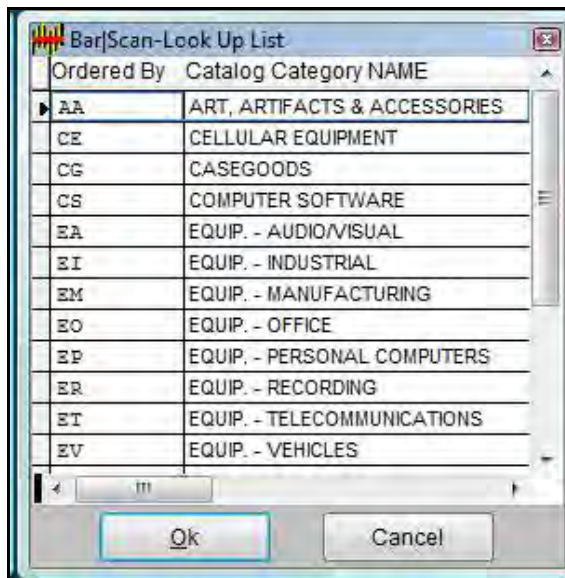 Bar|Scan-Look Up List
Ordered By Catalog Category NAME
AA ART, ARTIFACTS & ACCESSORIES
CE CELLULAR EQUIPMENT
CG CASEGOODS
CS COMPUTER SOFTWARE
EA EQUIP. - AUDIO/VISUAL
EI EQUIP. - INDUSTRIAL
EM EQUIP. - MANUFACTURING
EO EQUIP. - OFFICE
EP EQUIP. - PERSONAL COMPUTERS
ER EQUIP. - RECORDING
ET EQUIP. - TELECOMMUNICATIONS
EV EQUIP. - VEHICLES
Ok Cancel